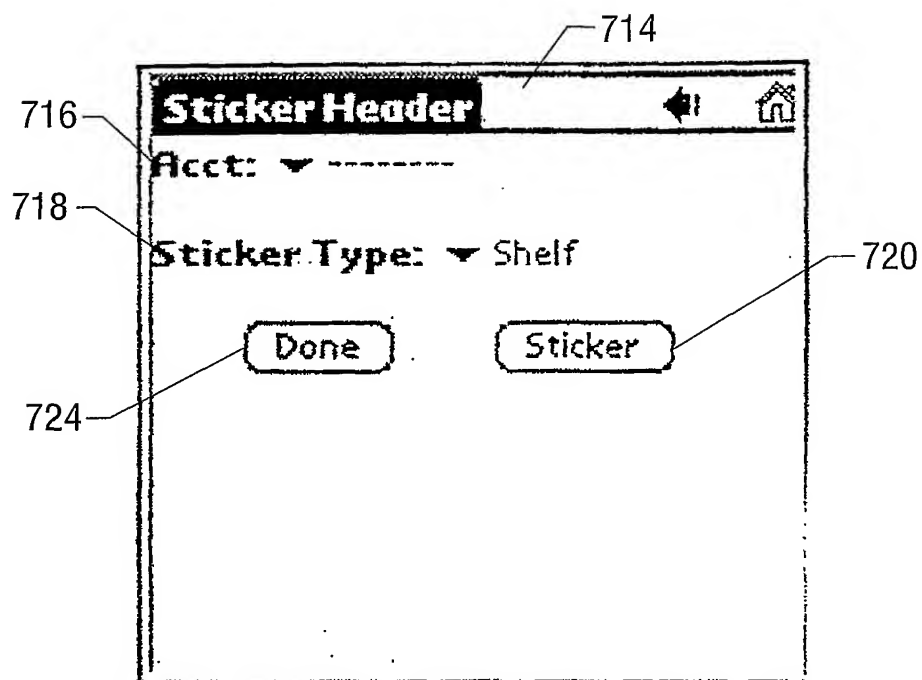 714
Sticker Header
716
Acct: --------
718
Sticker Type: Shelf
720
Done Sticker
724